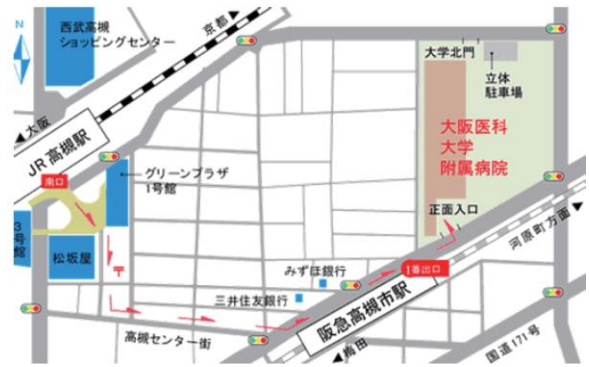 N
西武高槻
ショッピングセンター
京都▶
◀大阪
JR高槻駅
南口
グリーンプラザ
1号館
3号館
松坂屋
〒
高槻センター街
三井住友銀行
みずほ銀行
1番出口
阪急高槻市駅
◀梅田
国道171号
河原町方面▶
正面入口
大阪医科
大学
附属病院
大学北門
立体
駐車場